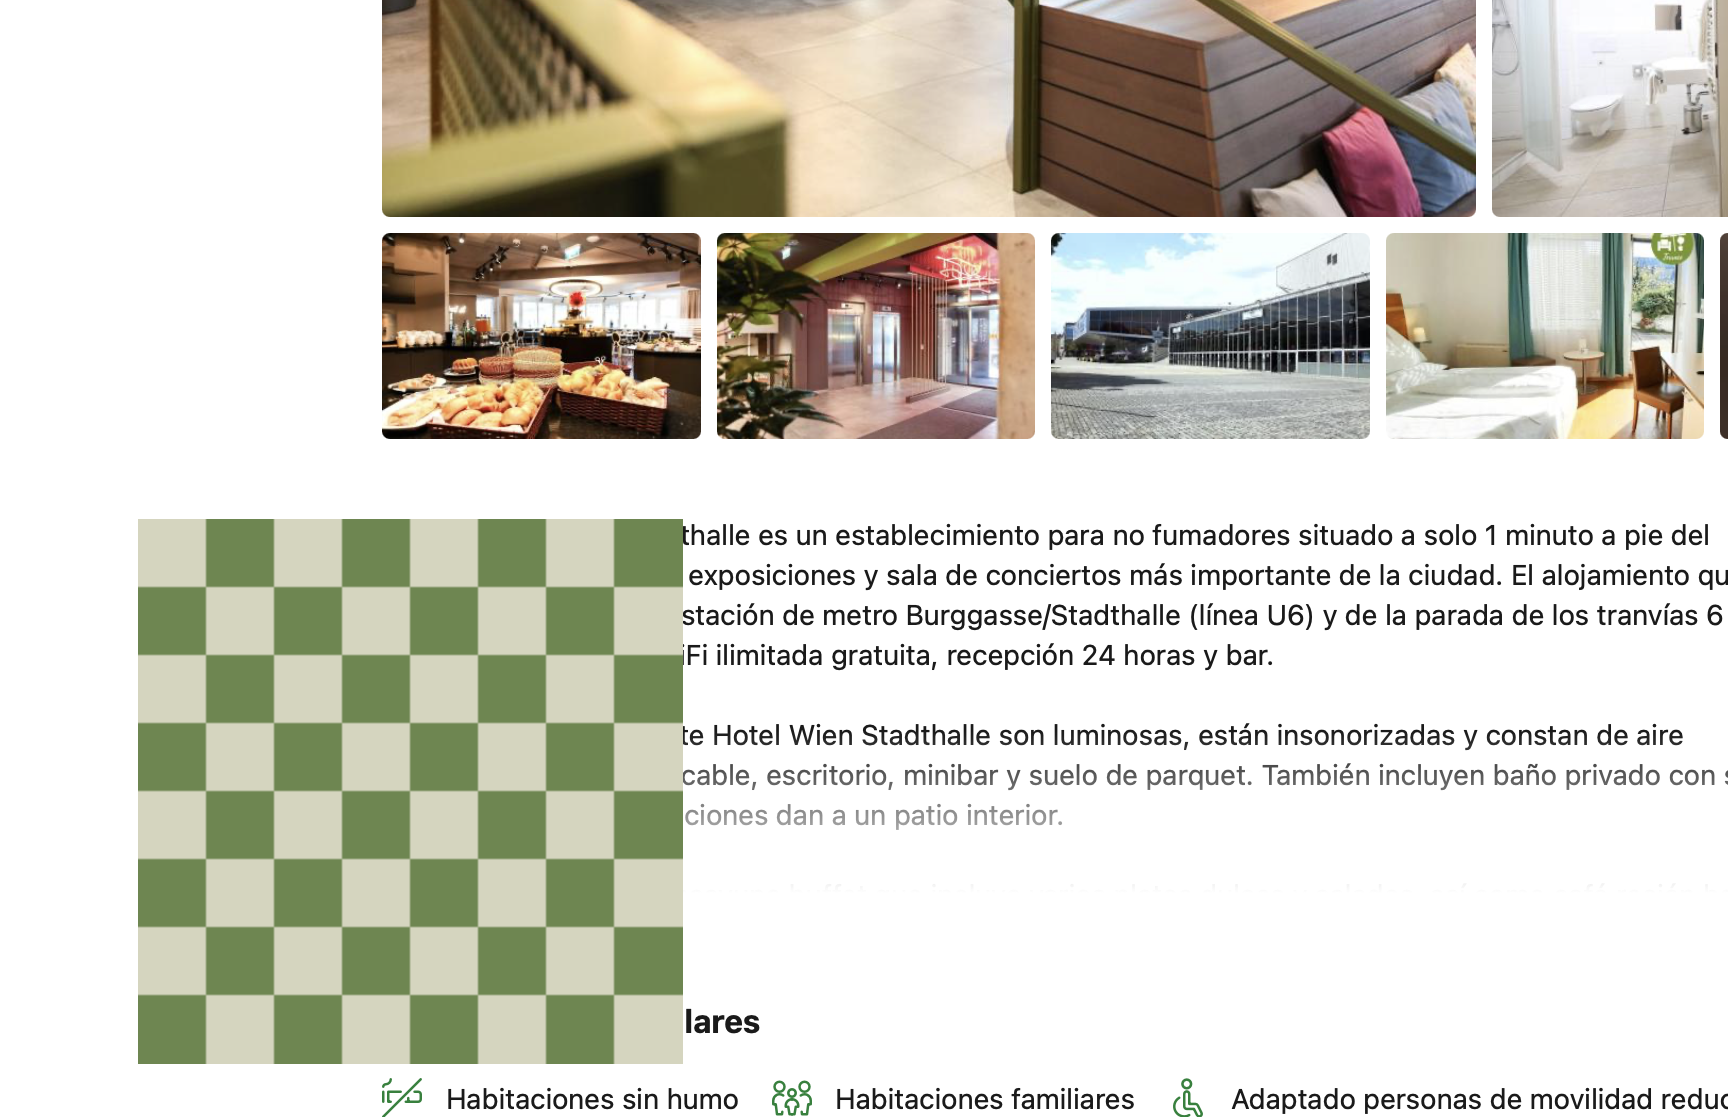 thalle es un establecimiento para no fumadores situado a solo 1 minuto a pie del
exposiciones y sala de conciertos más importante de la ciudad. El alojamiento qu
stación de metro Burggasse/Stadthalle (línea U6) y de la parada de los tranvías 6
iFi ilimitada gratuita, recepción 24 horas y bar.
te Hotel Wien Stadthalle son luminosas, están insonorizadas y constan de aire
cable, escritorio, minibar y suelo de parquet. También incluyen baño privado con s
ciones dan a un patio interior.
lares
Habitaciones sin humo
Habitaciones familiares
Adaptado personas de movilidad reduc